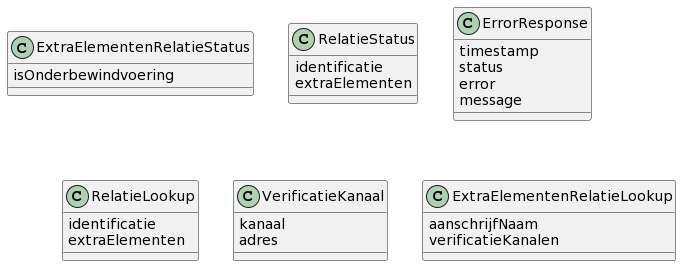 C ExtraElementenRelatieStatus
isOnderbewindvoering
C RelatieStatus
identificatie
extraElementen
C ErrorResponse
timestamp
status
error
message
C RelatieLookup
identificatie
extraElementen
C VerificatieKanaal
kanaal
adres
C ExtraElementenRelatieLookup
aanschrijfNaam
verificatieKanalen